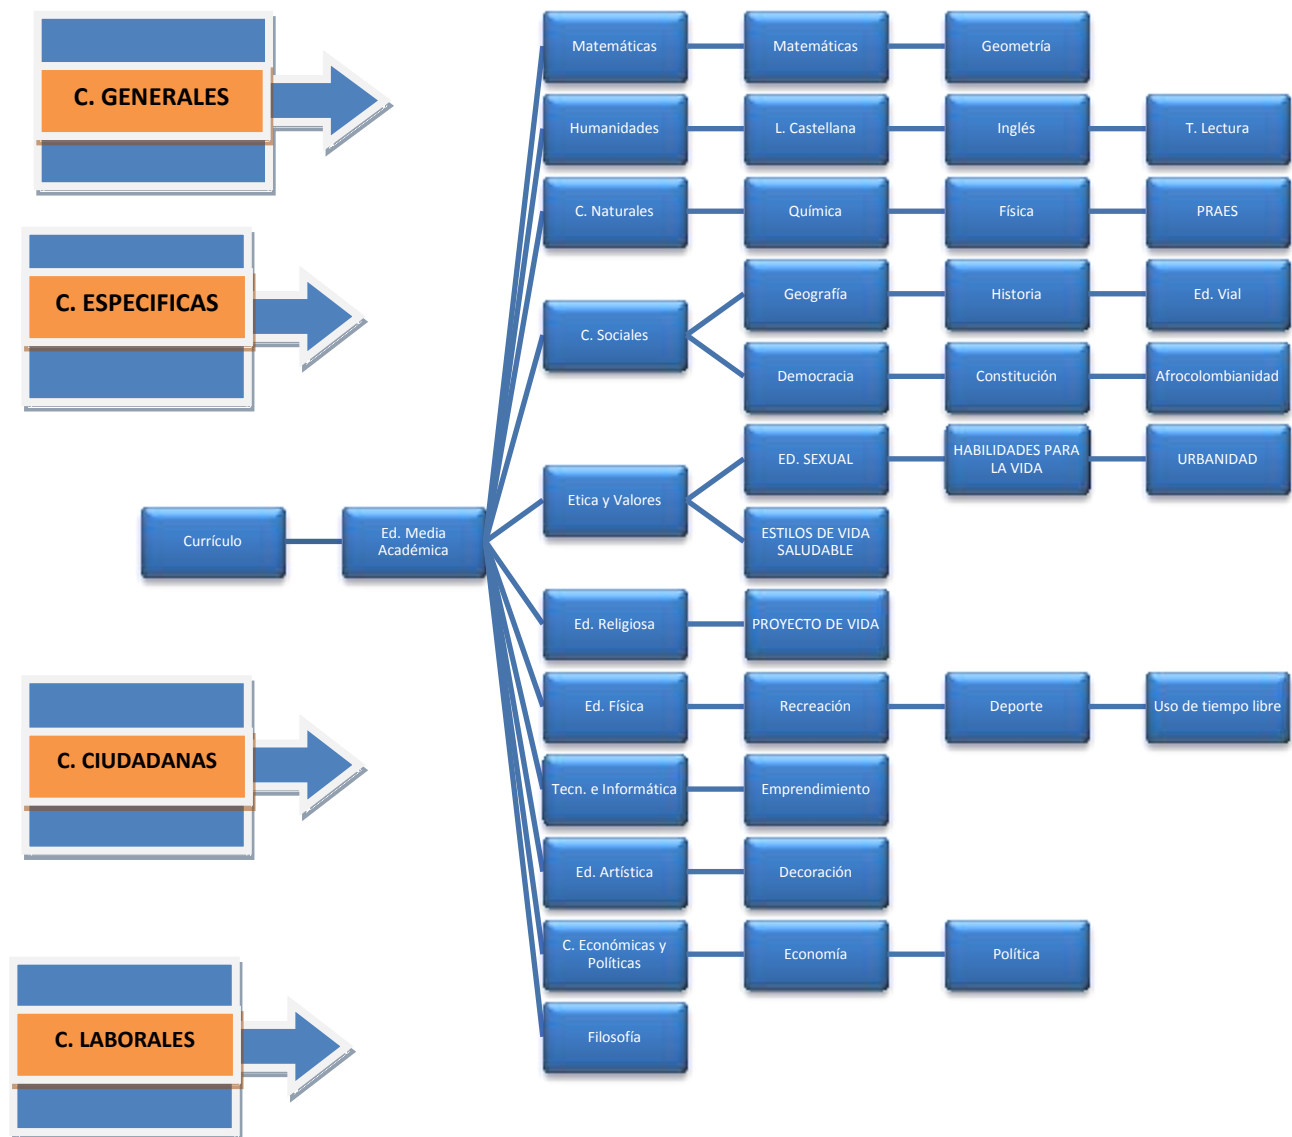 C. GENERALES
C. ESPECIFICAS
C. CIUDADANAS
C. LABORALES
Currículo
Ed. Media
Académica
Matemáticas
Matemáticas
Geometría
Humanidades
L. Castellana
Inglés
T. Lectura
C. Naturales
Química
Física
PRAES
C. Sociales
Geografía
Historia
Ed. Vial
Democracia
Constitución
Afrocolombianidad
Etica y Valores
ED. SEXUAL
HABILIDADES PARA
LA VIDA
URBANIDAD
ESTILOS DE VIDA
SALUDABLE
Ed. Religiosa
PROYECTO DE VIDA
Ed. Física
Recreación
Deporte
Uso de tiempo libre
Tecn. e Informática
Emprendimiento
Ed. Artística
Decoración
C. Económicas y
Políticas
Economía
Política
Filosofía